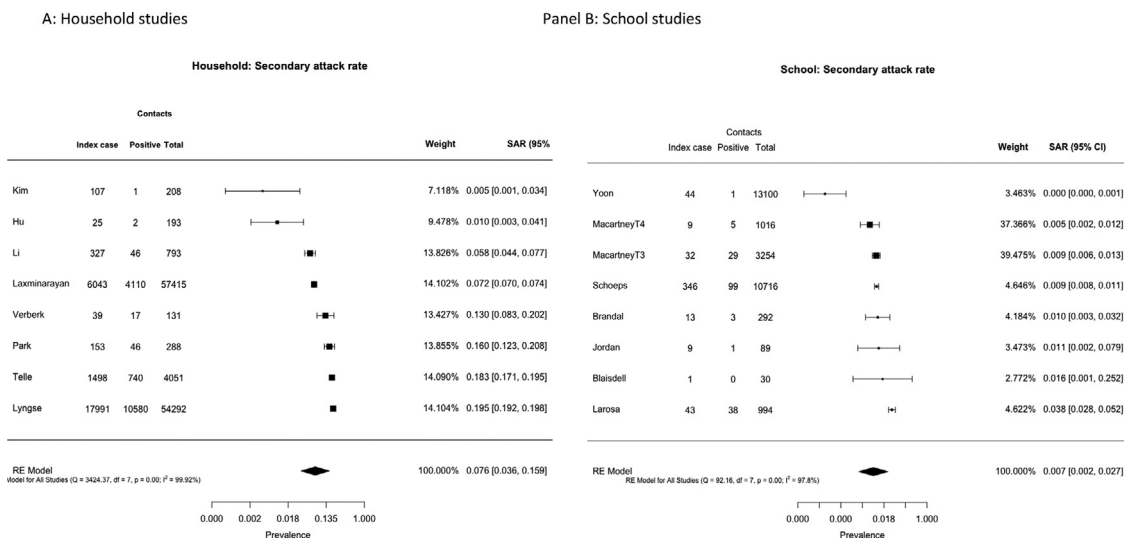 A: Household studies
Household: Secondary attack rate
Contacts
Index case Positive Total Weight SAR (95%
Kim 107 1 208 7.118% 0.005 [0.001, 0.034]
Hu 25 2 193 9.478% 0.010 [0.003, 0.041]
Li 327 46 793 13.826% 0.058 [0.044, 0.077]
Laxminarayan 6043 4110 57415 14.102% 0.072 [0.070, 0.074]
Verberk 39 17 131 13.427% 0.130 [0.083, 0.202]
Park 153 46 288 13.855% 0.160 [0.123, 0.208]
Telle 1498 740 4051 14.090% 0.183 [0.171, 0.195]
Lyngse 17991 10580 54292 14.104% 0.195 [0.192, 0.198]
RE Model 100.000% 0.076 [0.036, 0.159]
Model for All Studies (Q = 3424.37, df = 7, p = 0.00; I² = 99.92%)
0.000 0.002 0.018 0.135 1.000
Prevalence
Panel B: School studies
School: Secondary attack rate
Contacts
Index case Positive Total Weight SAR (95% CI)
Yoon 44 1 13100 3.463% 0.000 [0.000, 0.001]
MacartneyT4 9 5 1016 37.366% 0.005 [0.002, 0.012]
MacartneyT3 32 29 3254 39.475% 0.009 [0.006, 0.013]
Schoeps 346 99 10716 4.646% 0.009 [0.008, 0.011]
Brandal 13 3 292 4.184% 0.010 [0.003, 0.032]
Jordan 9 1 89 3.473% 0.011 [0.002, 0.079]
Blaisdell 1 0 30 2.772% 0.016 [0.001, 0.252]
Larosa 43 38 994 4.622% 0.038 [0.028, 0.052]
RE Model 100.000% 0.007 [0.002, 0.027]
RE Model for All Studies (Q = 92.16, df = 7, p = 0.00; I² = 97.8%)
0.000 0.000 0.018 1.000
Prevalence